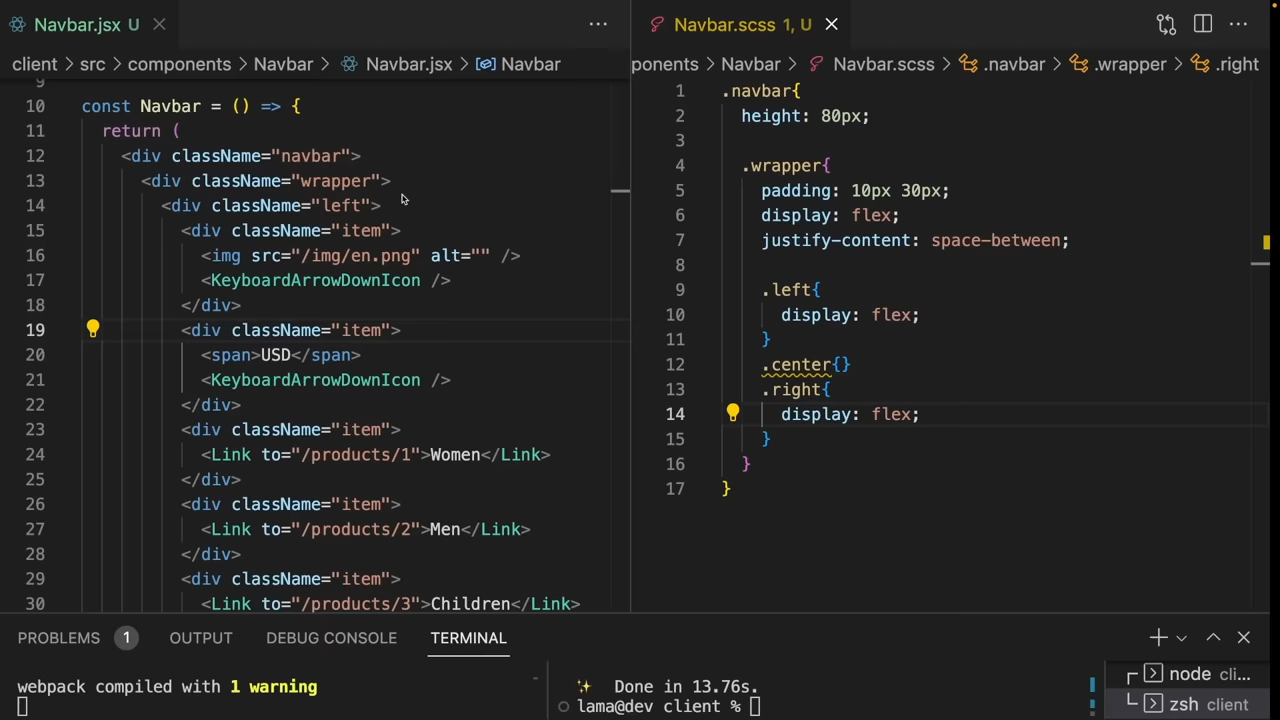 Navbar.jsx U
client > src > components > Navbar > Navbar.jsx > Navbar
9
10 const Navbar = () => {
11 return (
12 <div className="navbar">
13 <div className="wrapper">
14 <div className="left">
15 <div className="item">
16 <img src="/img/en.png" alt="" />
17 <KeyboardArrowDownIcon />
18 </div>
19 <div className="item">
20 <span>USD</span>
21 <KeyboardArrowDownIcon />
22 </div>
23 <div className="item">
24 <Link to="/products/1">Women</Link>
25 </div>
26 <div className="item">
27 <Link to="/products/2">Men</Link>
28 </div>
29 <div className="item">
30 <Link to="/products/3">Children</Link>
Navbar.scss 1, U
ponents > Navbar > Navbar.scss > .navbar > .wrapper > .right
1 .navbar{
2 height: 80px;
3
4 .wrapper{
5 padding: 10px 30px;
6 display: flex;
7 justify-content: space-between;
8
9 .left{
10 display: flex;
11 }
12 .center{}
13 .right{
14 display: flex;
15 }
16 }
17 }
PROBLEMS 1 OUTPUT DEBUG CONSOLE TERMINAL
webpack compiled with 1 warning
Done in 13.76s.
lama@dev client %
node cli...
zsh client